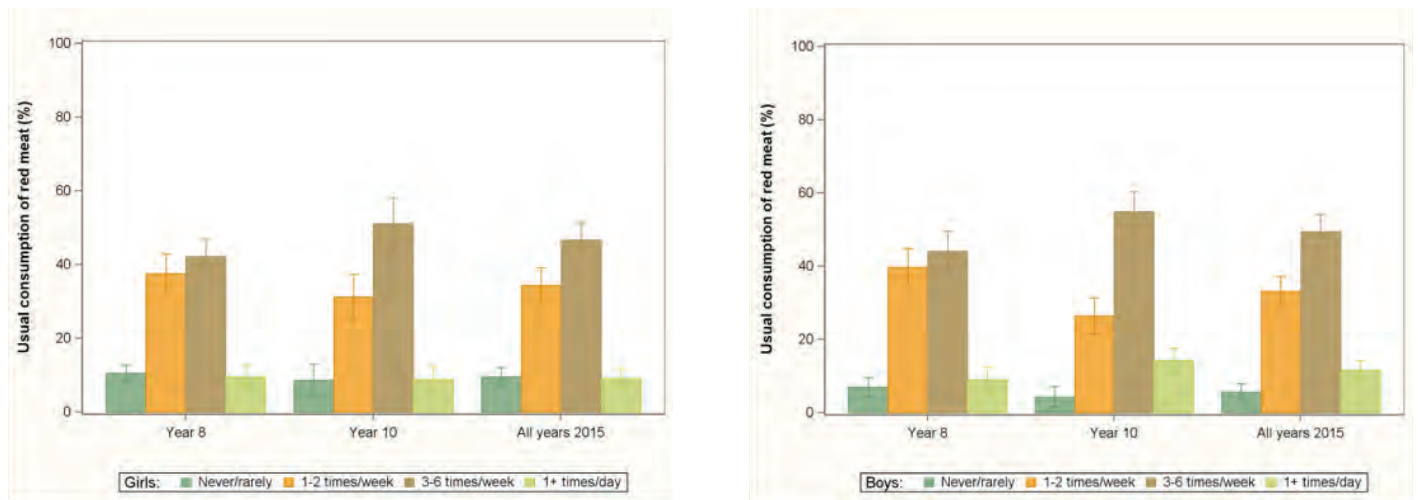 Usual consumption of red meat (%)
100
80
60
40
20
0
Year 8 Year 10 All years 2015
Girls: Never/rarely 1-2 times/week 3-6 times/week 1+ times/day
Usual consumption of red meat (%)
100
80
60
40
20
0
Year 8 Year 10 All years 2015
Boys: Never/rarely 1-2 times/week 3-6 times/week 1+ times/day